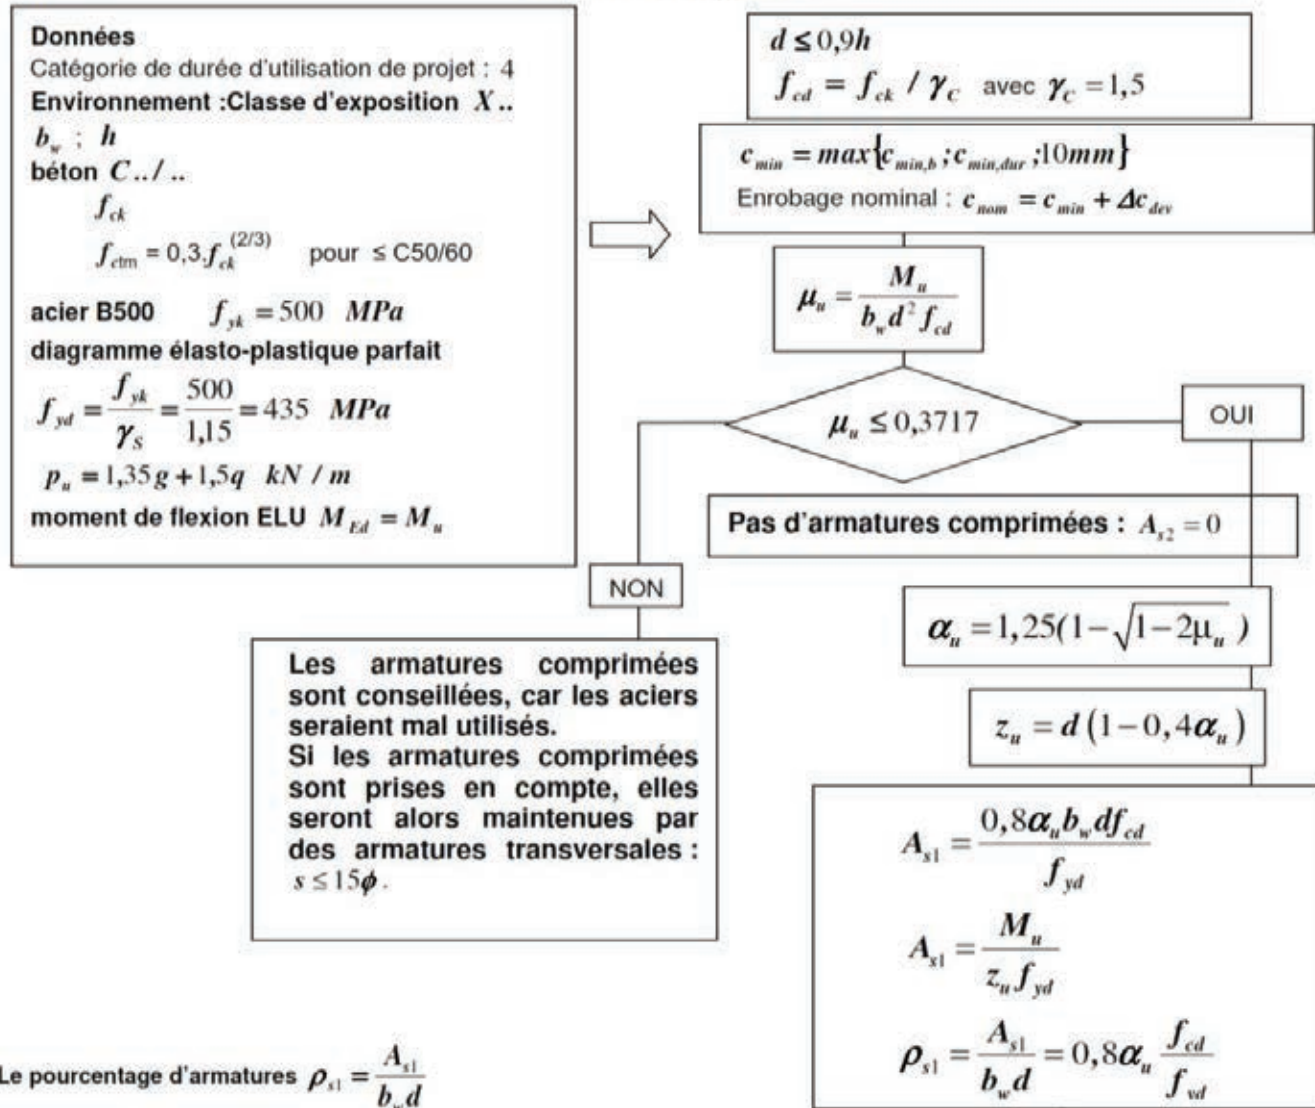 Données
Catégorie de durée d'utilisation de projet : 4
Environnement :Classe d'exposition X..
b_w ; h
béton C../..
f_ck
f_ctm = 0,3.f_ck^(2/3) pour ≤ C50/60
acier B500 f_yk = 500 MPa
diagramme élasto-plastique parfait
f_yd = f_yk / γ_S = 500 / 1,15 = 435 MPa
p_u = 1,35g + 1,5q kN / m
moment de flexion ELU M_Ed = M_u
d ≤ 0,9h
f_cd = f_ck / γ_C avec γ_C = 1,5
c_min = max{c_min,b ; c_min,dur ;10mm}
Enrobage nominal : c_nom = c_min + Δc_dev
μ_u = M_u / b_w d² f_cd
μ_u ≤ 0,3717
OUI
Pas d'armatures comprimées : A_s2 = 0
NON
Les armatures comprimées
sont conseillées, car les aciers
seraient mal utilisés.
Si les armatures comprimées
sont prises en compte, elles
seront alors maintenues par
des armatures transversales :
s ≤ 15ϕ.
α_u = 1,25(1−√(1−2μ_u) )
z_u = d (1−0,4α_u)
A_s1 = 0,8α_u b_w d f_cd / f_yd
A_s1 = M_u / z_u f_yd
ρ_s1 = A_s1 / b_w d = 0,8α_u f_cd / f_yd
Le pourcentage d'armatures ρ_s1 = A_s1 / b_w d